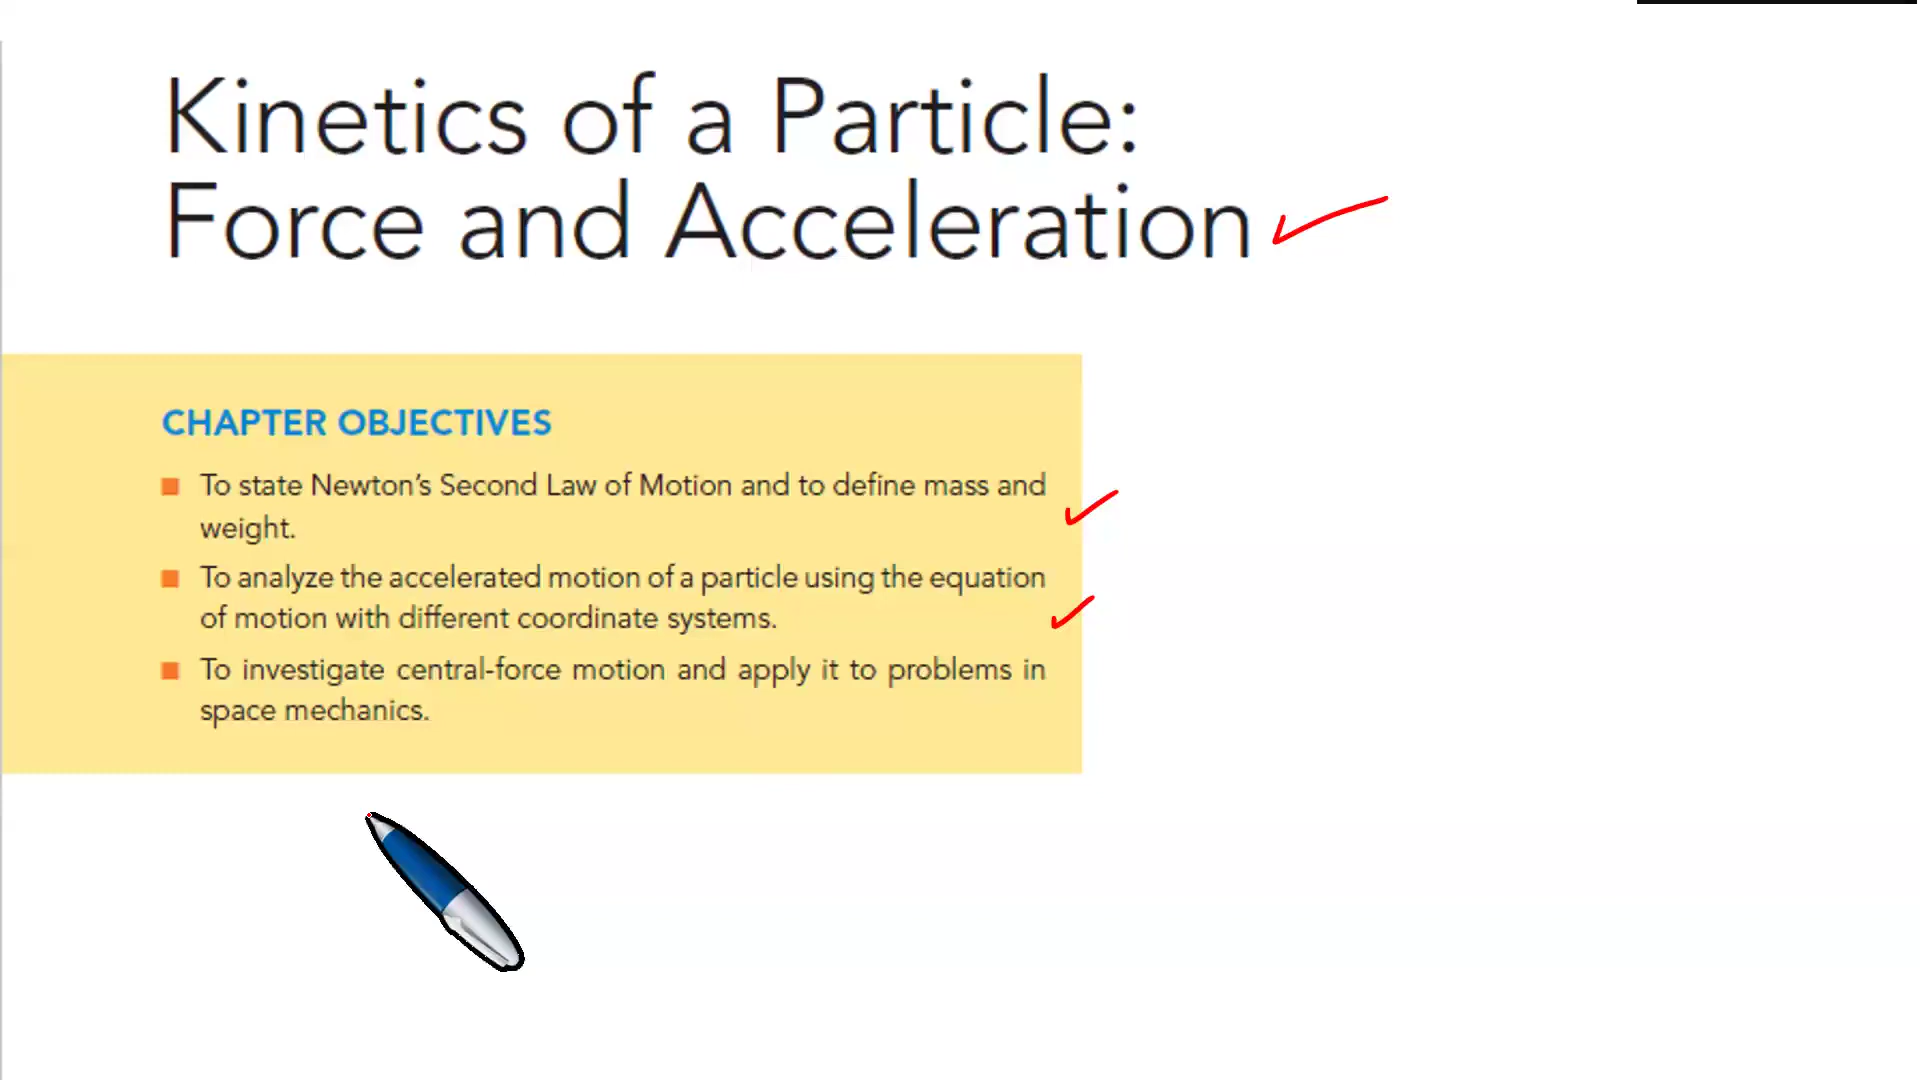 Kinetics of a Particle:
Force and Acceleration
CHAPTER OBJECTIVES
To state Newton's Second Law of Motion and to define mass and
weight.
To analyze the accelerated motion of a particle using the equation
of motion with different coordinate systems.
To investigate central-force motion and apply it to problems in
space mechanics.